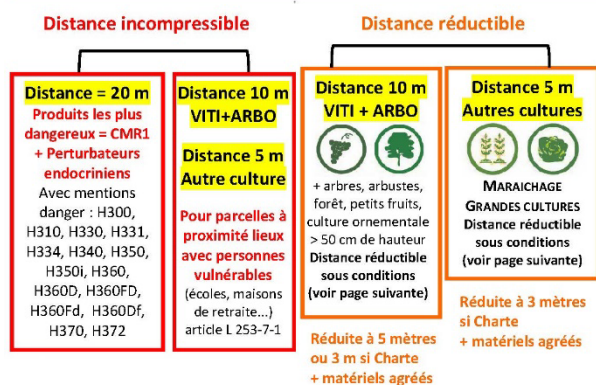 Distance incompressible
Distance réductible
Distance = 20 m
Produits les plus
dangereux = CMR1
+ Perturbateurs
endocriniens
Avec mentions
danger : H300,
H310, H330, H331,
H334, H340, H350,
H350i, H360,
H360D, H360FD,
H360Fd, H360Df,
H370, H372
Distance 10 m
VITI+ARBO
Distance 5 m
Autre culture
Pour parcelles à
proximité lieux
avec personnes
vulnérables
(écoles, maisons
de retraite...)
article L 253-7-1
Distance 10 m
VITI + ARBO
+ arbres, arbustes,
forêt, petits fruits,
culture ornementale
> 50 cm de hauteur
Distance réductible
sous conditions
(voir page suivante)
Réduite à 5 mètres
ou 3 m si Charte
+ matériels agréés
Distance 5 m
Autres cultures
MARAICHAGE
GRANDES CULTURES
Distance réductible
sous conditions
(voir page suivante)
Réduite à 3 mètres
si Charte
+ matériels agréés